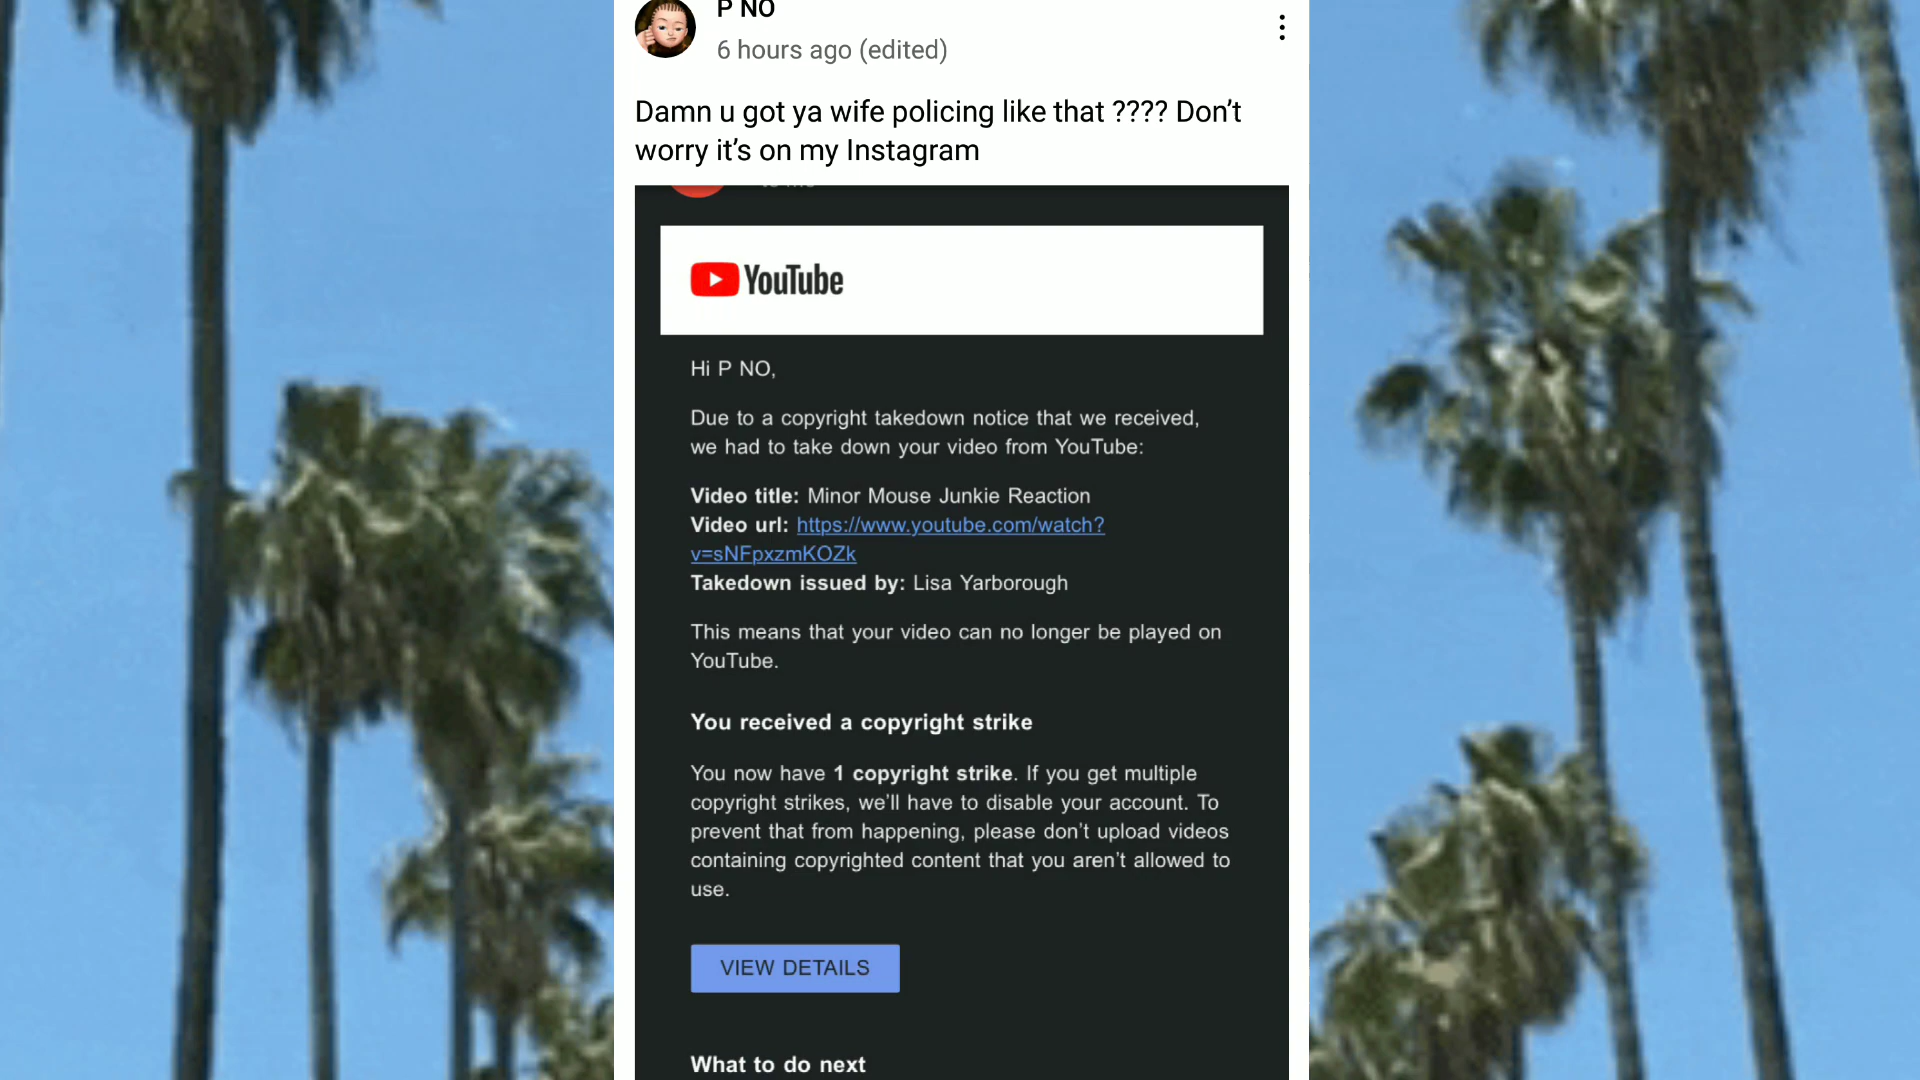 P NO
6 hours ago (edited)
Damn u got ya wife policing like that ???? Don’t
worry it’s on my Instagram
YouTube
Hi P NO,
Due to a copyright takedown notice that we received,
we had to take down your video from YouTube:
Video title: Minor Mouse Junkie Reaction
Video url: https://www.youtube.com/watch?
v=sNFpxzmKOZk
Takedown issued by: Lisa Yarborough
This means that your video can no longer be played on
YouTube.
You received a copyright strike
You now have 1 copyright strike. If you get multiple
copyright strikes, we’ll have to disable your account. To
prevent that from happening, please don’t upload videos
containing copyrighted content that you aren’t allowed to
use.
VIEW DETAILS
What to do next